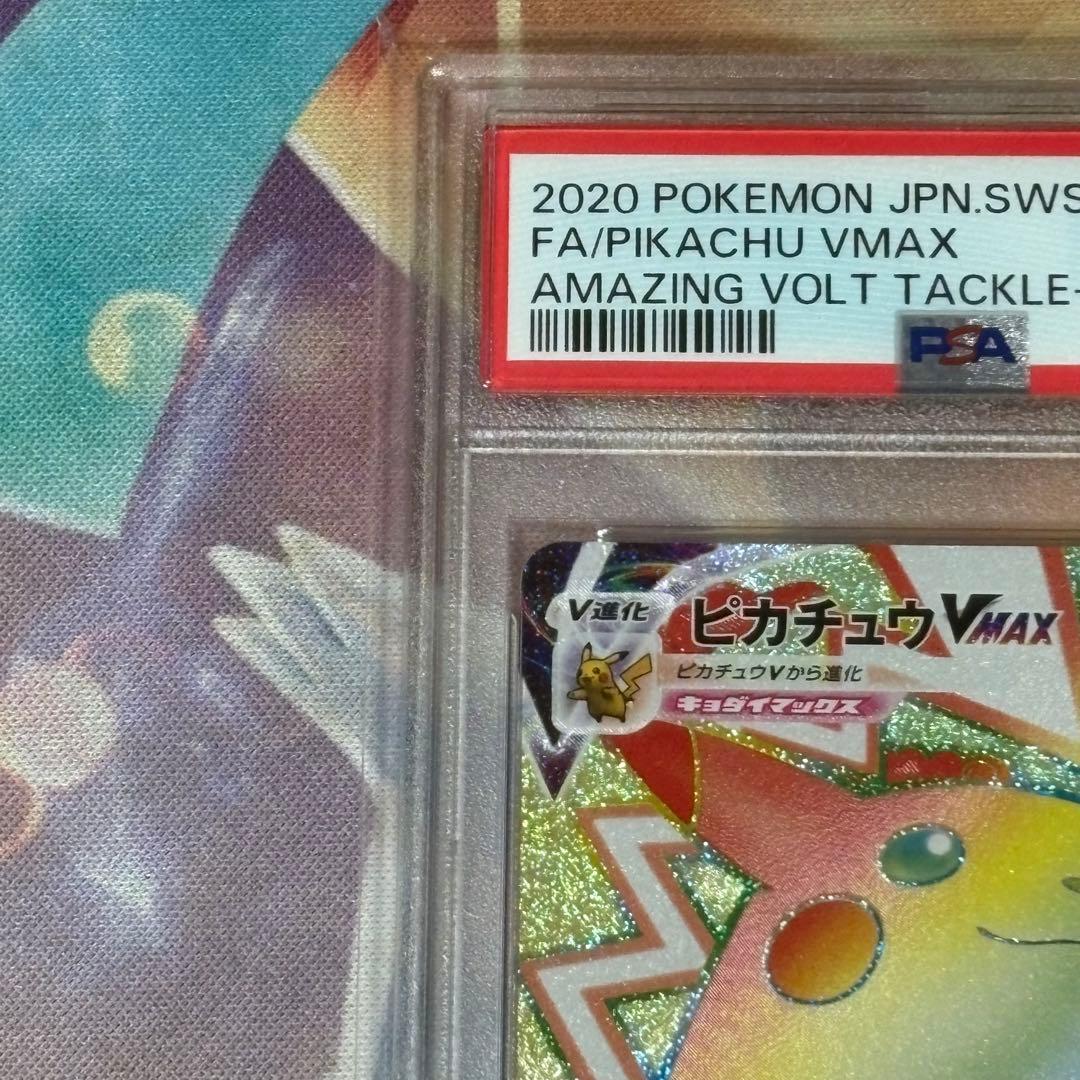 2020 POKEMON JPN.SWS
FA/PIKACHU VMAX
AMAZING VOLT TACKLE-
PSA
V進化
ピカチュウVMAX
ピカチュウVから進化
キョダイマックス